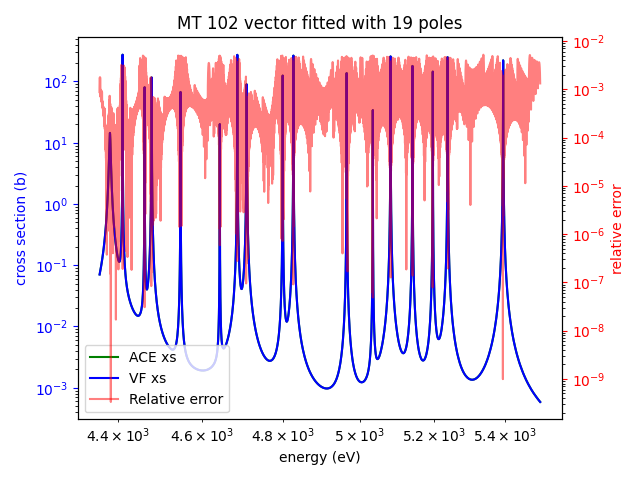 MT 102 vector fitted with 19 poles
cross section (b)
10²
10¹
10⁰
10⁻¹
10⁻²
10⁻³
10⁻²
10⁻³
10⁻⁴
10⁻⁵
10⁻⁶
10⁻⁷
10⁻⁸
10⁻⁹
relative error
ACE xs
VF xs
Relative error
4.4 × 10³ 4.6 × 10³ 4.8 × 10³ 5 × 10³ 5.2 × 10³ 5.4 × 10³
energy (eV)